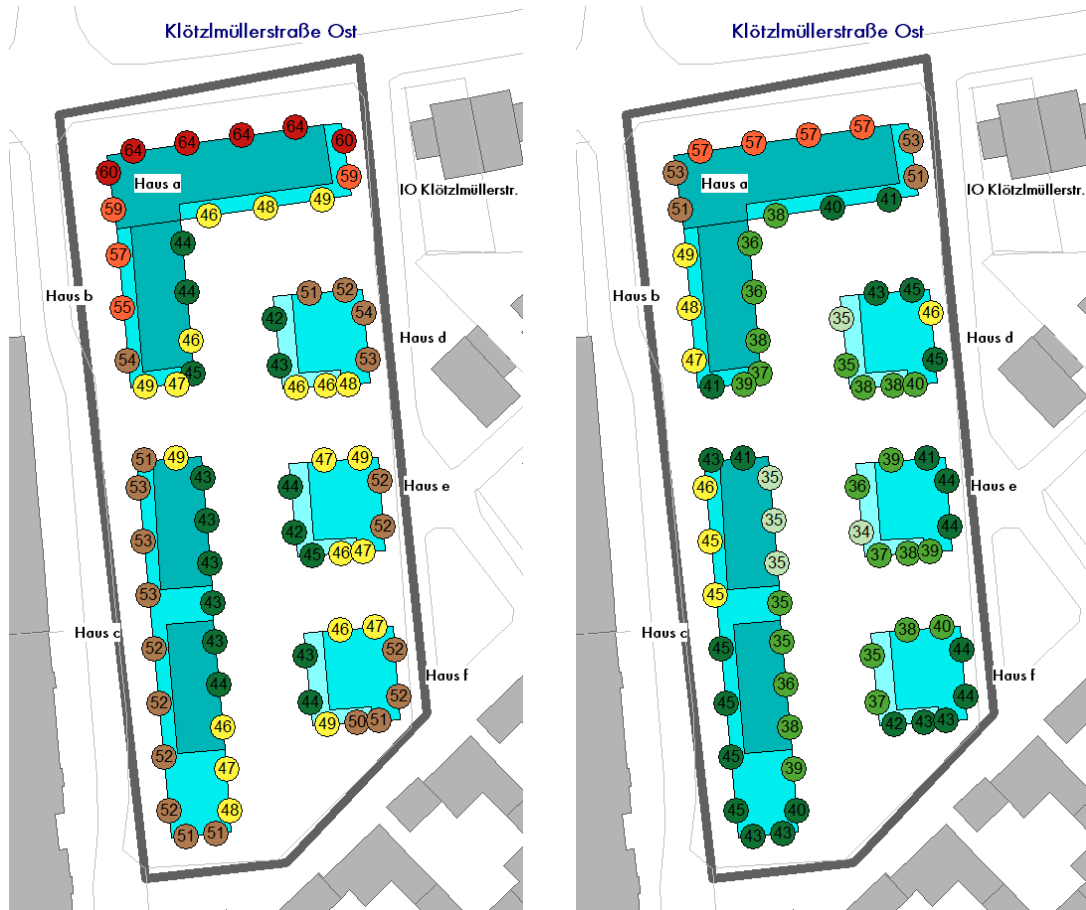 Klötzlmüllerstraße Ost
64 64 64 64 60
60 Haus a 59
IO Klötzlmüllerstr.
59 46 48 49
57 44
Haus b 44 51 52
55 42 54
46 Haus d
54 43 53
49 47 45 46 46 48
51 49 47 49
53 43 44 52 Haus e
53 43 42 52
43 45 46 47
53 43
Haus c 46 47
52 43 43 52
52 44 44 52 Haus f
46 49 50 51
52 47
52 48
51 51
Klötzlmüllerstraße Ost
57 57 57 57 53
53 Haus a 51
IO Klötzlmüllerstr.
51 38 40 41
49 36
Haus b 36 43 45
48 35 46
38 Haus d
47 35 45
41 39 37 38 38 40
43 41 39 41
46 35 36 44 Haus e
45 35 34 44
35 37 38 39
45 35
Haus c 38 40
45 35 35 44
45 36 37 44 Haus f
38 42 43 43
45 39
45 40
43 43